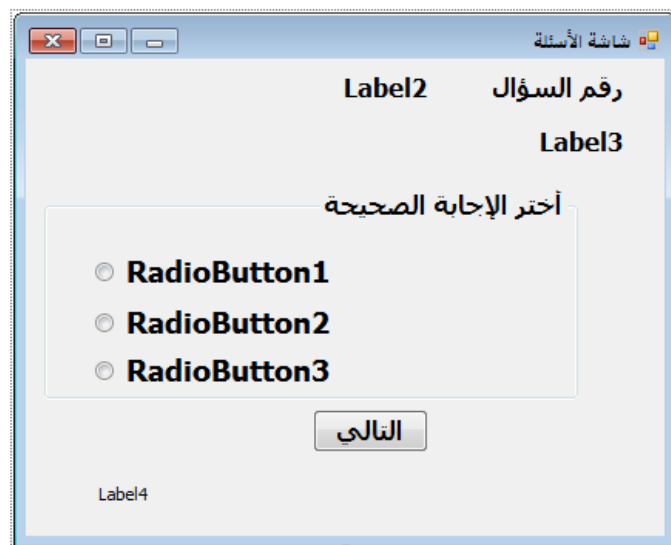 شاشة الأسئلة
رقم السؤال Label2
Label3
أختر الإجابة الصحيحة
RadioButton1
RadioButton2
RadioButton3
التالي
Label4